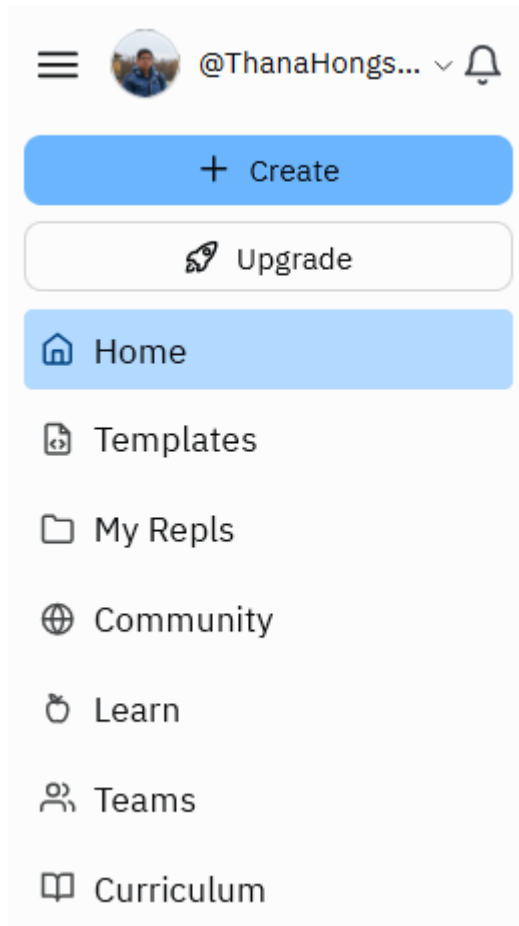 @ThanaHongs...
Create
Upgrade
Home
Templates
My Repls
Community
Learn
Teams
Curriculum